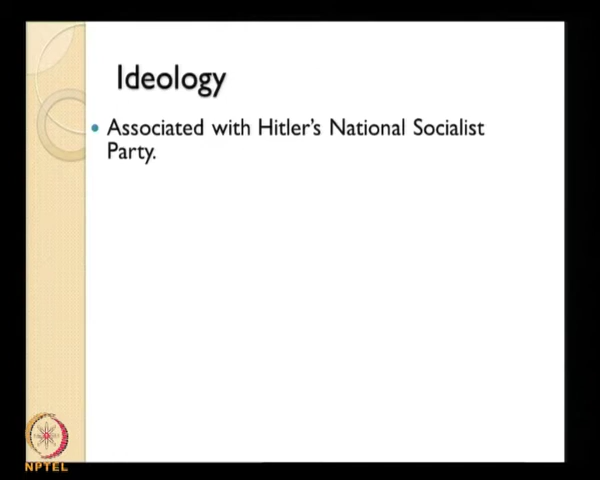 Ideology
• Associated with Hitler's National Socialist
Party.
NPTEL